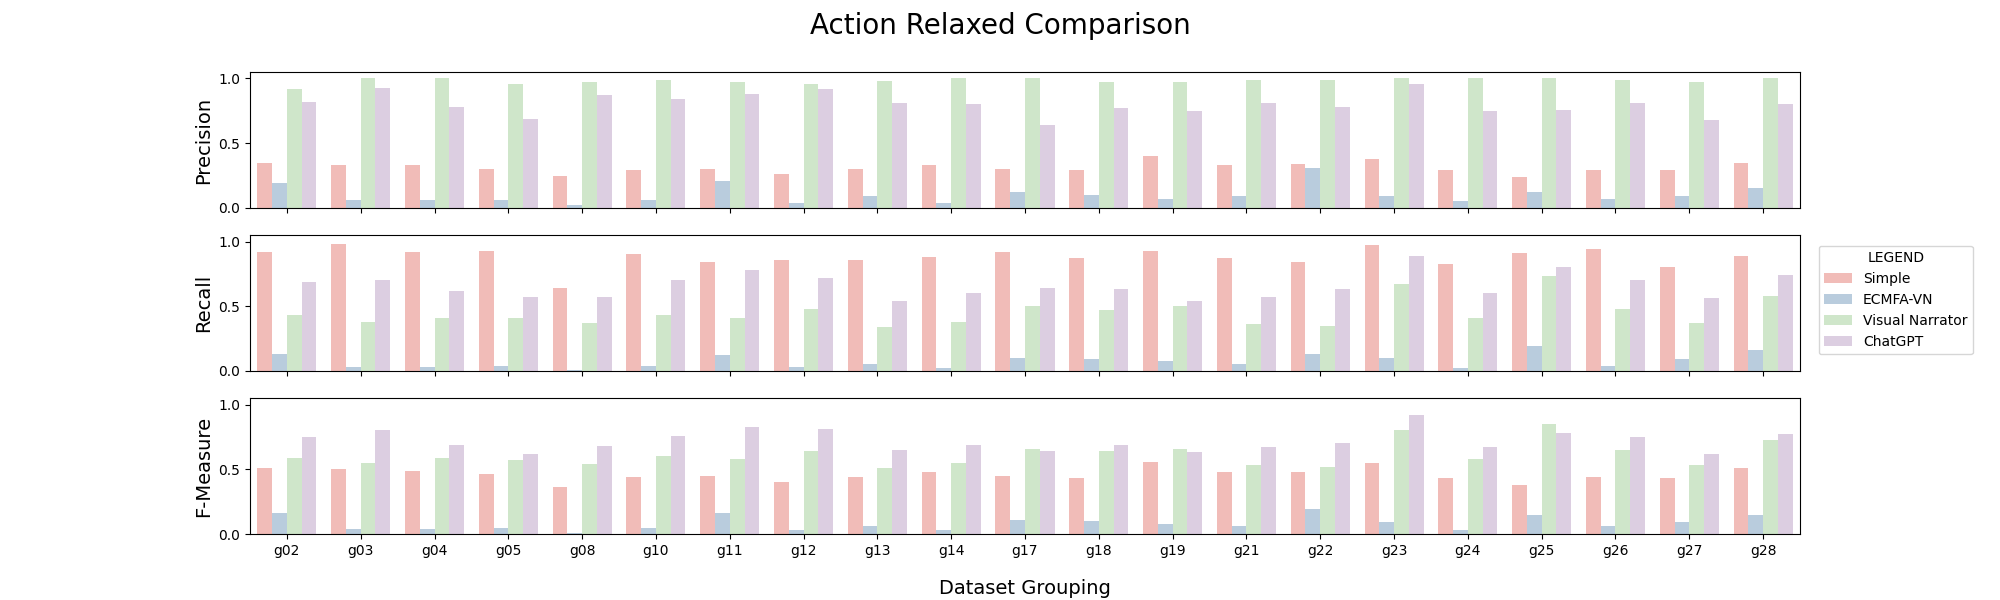 Action Relaxed Comparison
Precision
1.0
0.5
0.0
Recall
1.0
0.5
0.0
LEGEND
Simple
ECMFA-VN
Visual Narrator
ChatGPT
F-Measure
1.0
0.5
0.0
g02 g03 g04 g05 g08 g10 g11 g12 g13 g14 g17 g18 g19 g21 g22 g23 g24 g25 g26 g27 g28
Dataset Grouping